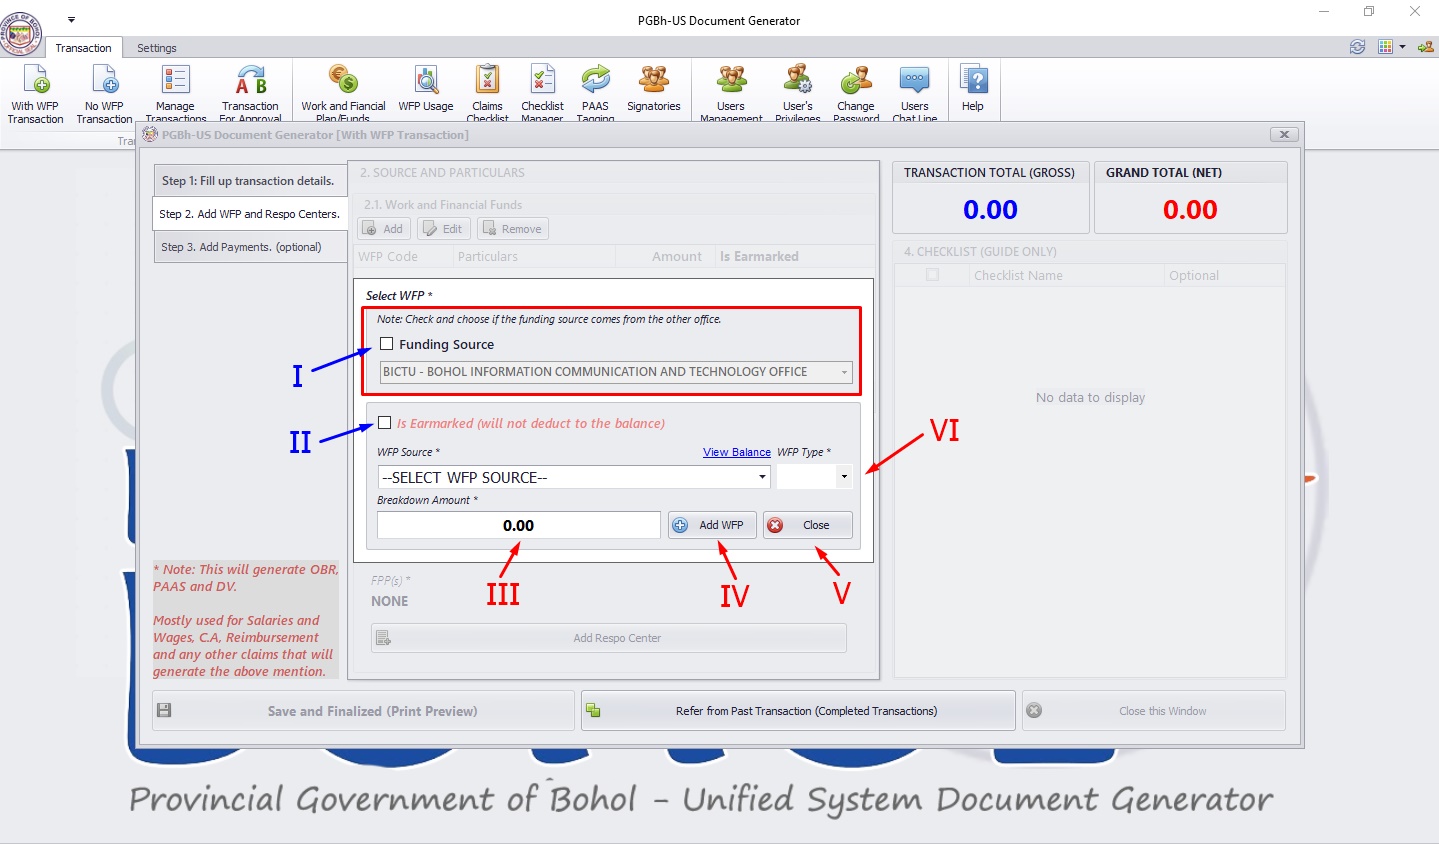 PGBh-US Document Generator
Transaction Settings
With WFP Transaction
No WFP Transaction
Manage Transactions
Transaction For Approval
Work and Fiancial Plan/Funds
WFP Usage
Claims Checklist
Checklist Manager
PAAS Tagging
Signatories
Users Management
User's Privileges
Change Password
Users Chat Line
Help
PGBh-US Document Generator [With WFP Transaction]
Step 1: Fill up transaction details.
Step 2. Add WFP and Respo Centers.
Step 3. Add Payments. (optional)
2. SOURCE AND PARTICULARS
2.1. Work and Financial Funds
Add Edit Remove
WFP Code Particulars Amount Is Earmarked
Select WFP *
Note: Check and choose if the funding source comes from the other office.
Funding Source
BICTU - BOHOL INFORMATION COMMUNICATION AND TECHNOLOGY OFFICE
I
Is Earmarked (will not deduct to the balance)
II
WFP Source * View Balance WFP Type *
--SELECT WFP SOURCE--
VI
Breakdown Amount *
0.00 Add WFP Close
III IV V
FPP(s) *
NONE
Add Respo Center
TRANSACTION TOTAL (GROSS)
0.00
GRAND TOTAL (NET)
0.00
4. CHECKLIST (GUIDE ONLY)
Checklist Name Optional
No data to display
* Note: This will generate OBR,
PAAS and DV.
Mostly used for Salaries and
Wages, C.A, Reimbursement
and any other claims that will
generate the above mention.
Save and Finalized (Print Preview) Refer from Past Transaction (Completed Transactions) Close this Window
Provincial Government of Bohol - Unified System Document Generator